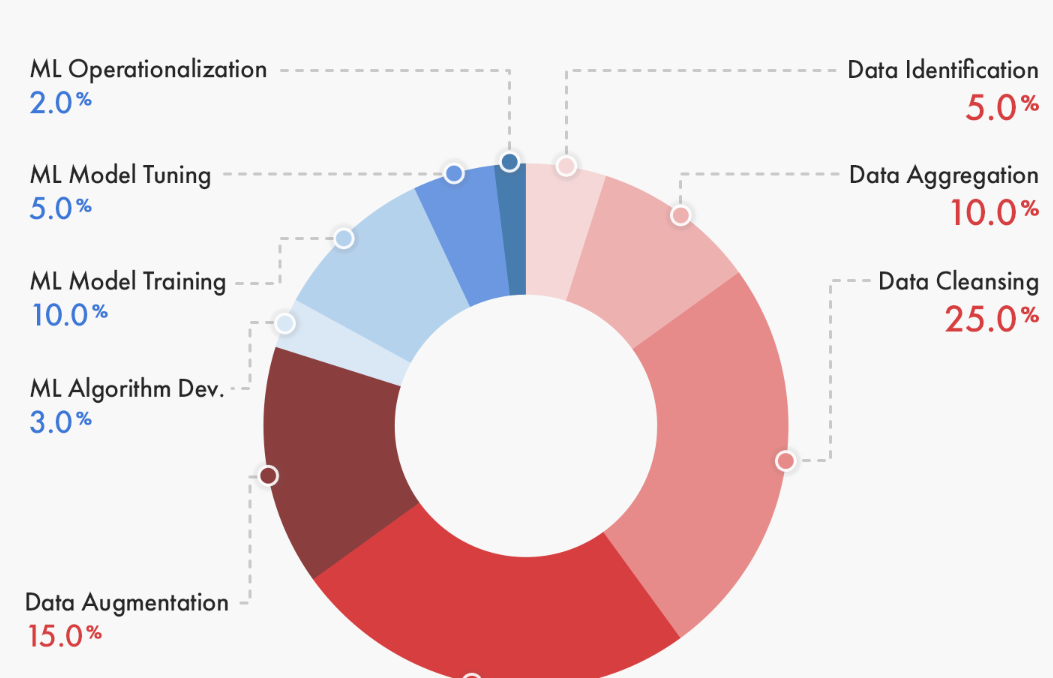 ML Operationalization
2.0%
Data Identification
5.0%
ML Model Tuning
5.0%
Data Aggregation
10.0%
ML Model Training
10.0%
Data Cleansing
25.0%
ML Algorithm Dev.
3.0%
Data Augmentation
15.0%